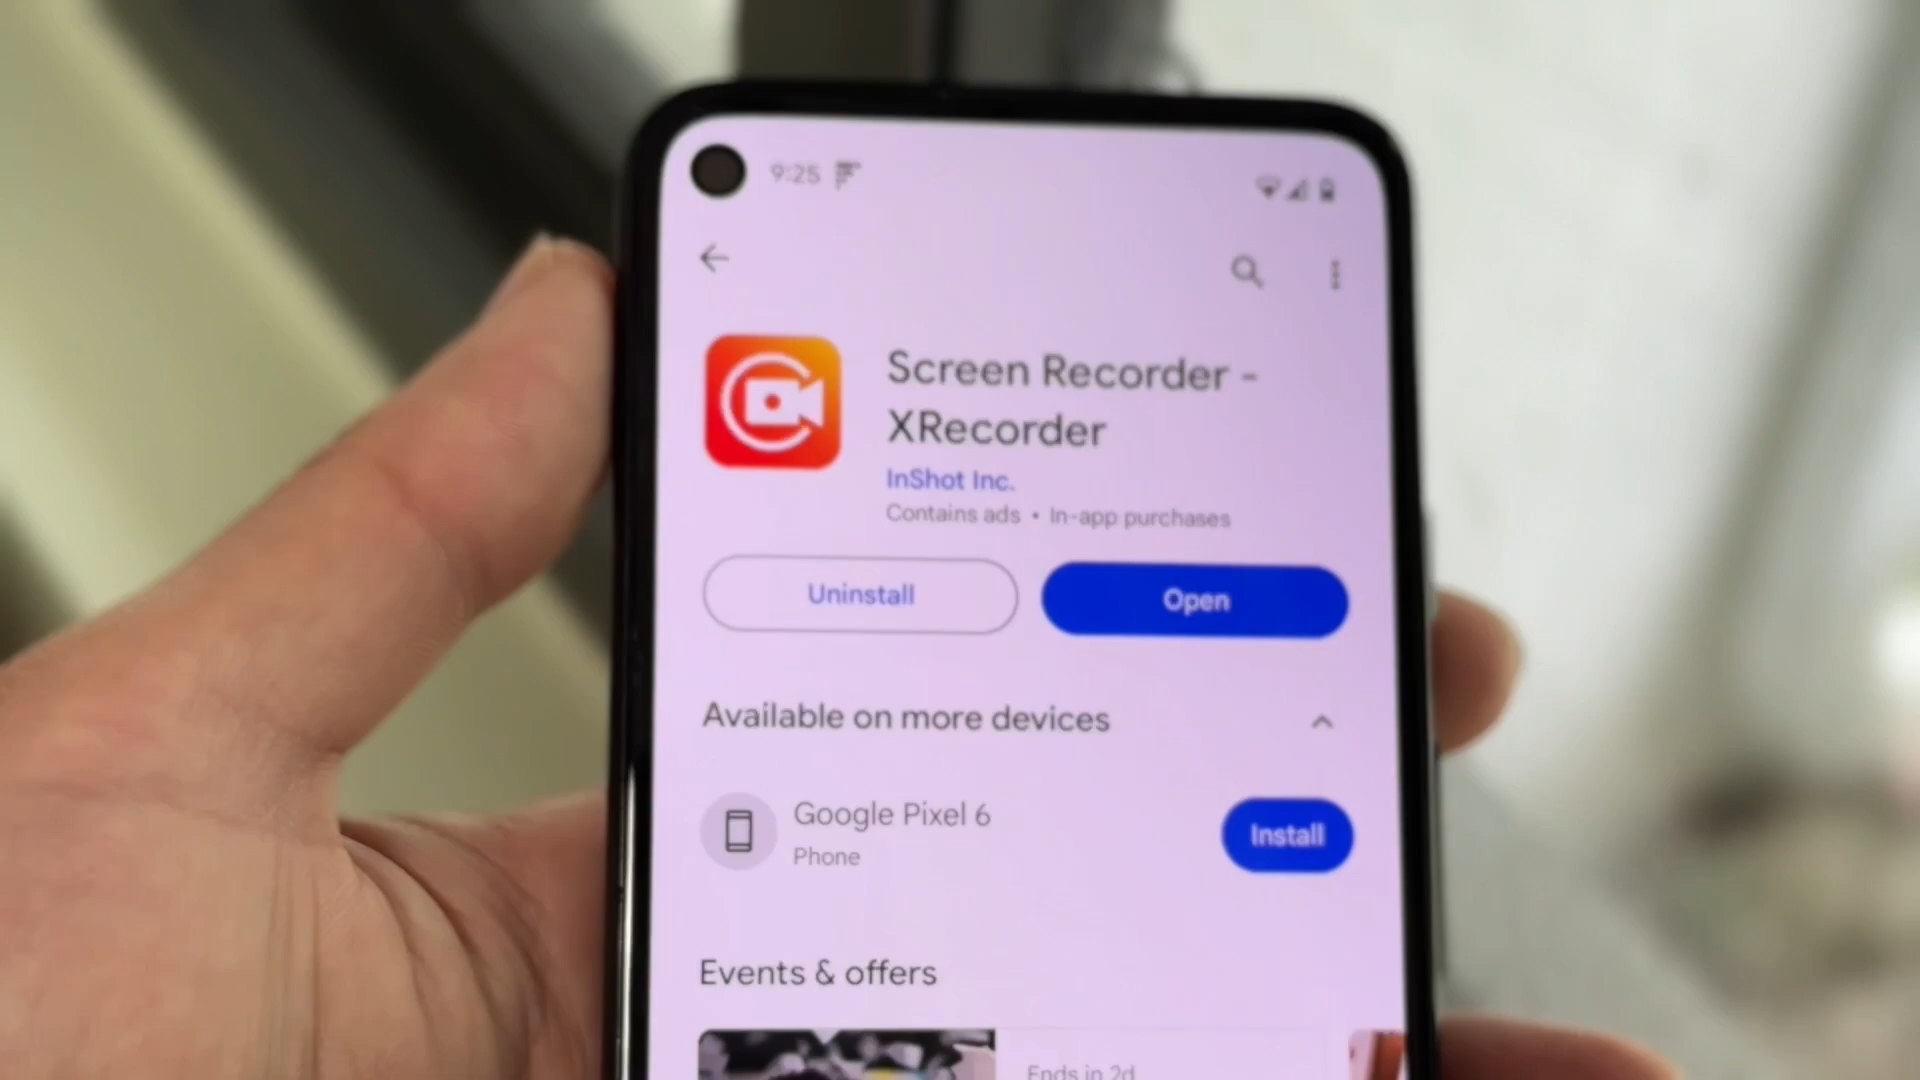 9:25
Screen Recorder -
XRecorder
InShot Inc.
Contains ads • In-app purchases
Uninstall
Open
Available on more devices
Google Pixel 6
Phone
Install
Events & offers
Ends in 2d